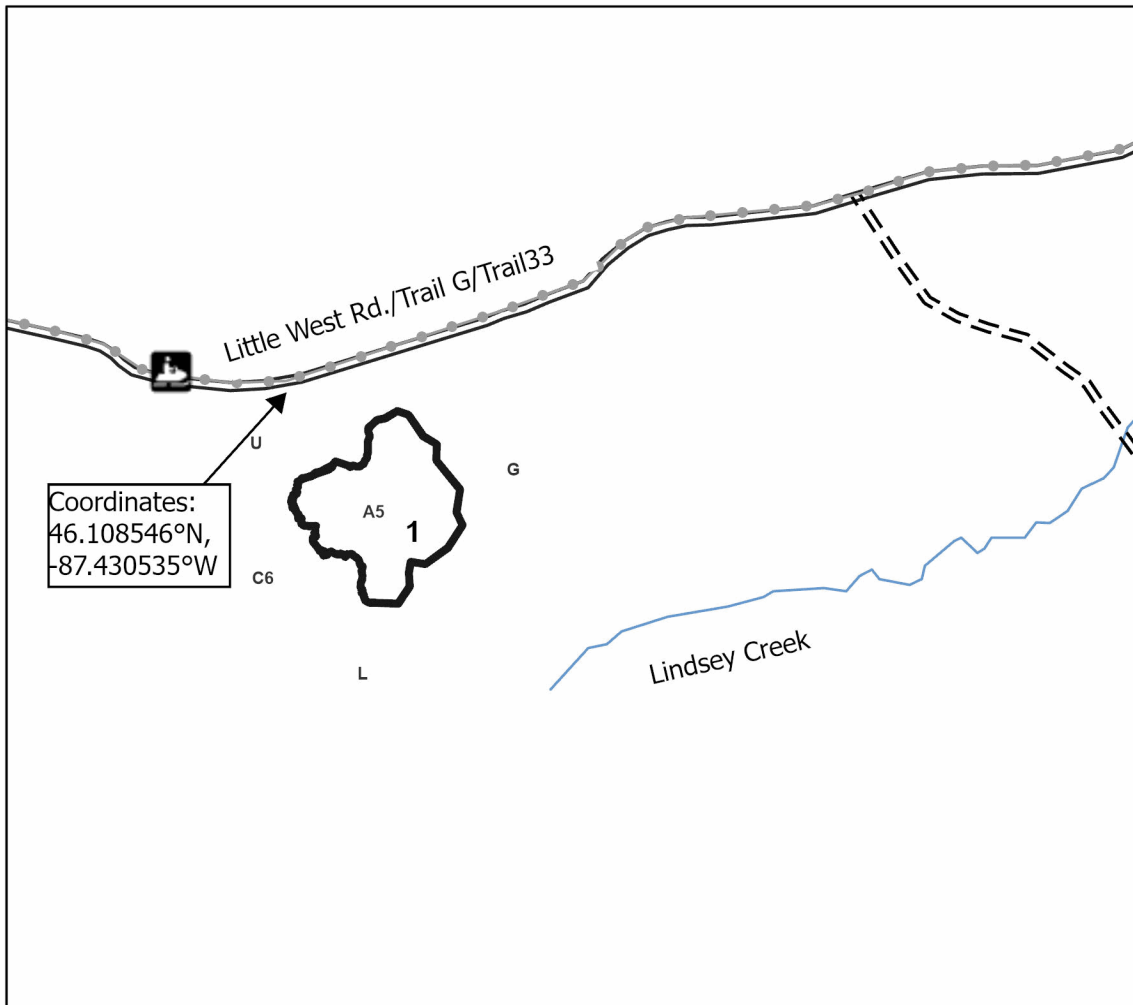 Little West Rd./Trail G/Trail33
U
G
Coordinates:
46.108546°N,
-87.430535°W
A5
1
C6
Lindsey Creek
L